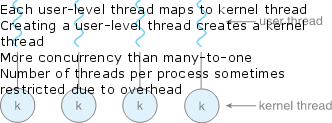 Each user-level thread maps to kernel thread
user thread
Creating a user-level thread creates a kernel
thread
More concurrency than many-to-one
Number of threads per process sometimes
restricted due to overhead
k k k k
kernel thread